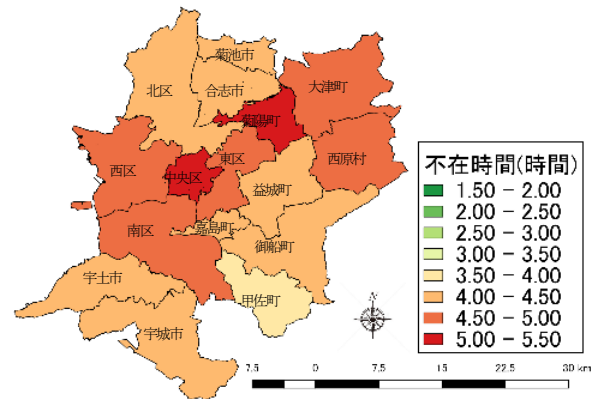 菊池市
北区
合志市
大津町
菊陽町
西区
東区
西原村
中央区
益城町
南区
嘉島町
御船町
宇土市
甲佐町
宇城市
不在時間(時間)
1.50 - 2.00
2.00 - 2.50
2.50 - 3.00
3.00 - 3.50
3.50 - 4.00
4.00 - 4.50
4.50 - 5.00
5.00 - 5.50
N
7.5 0 7.5 15 22.5 30 km